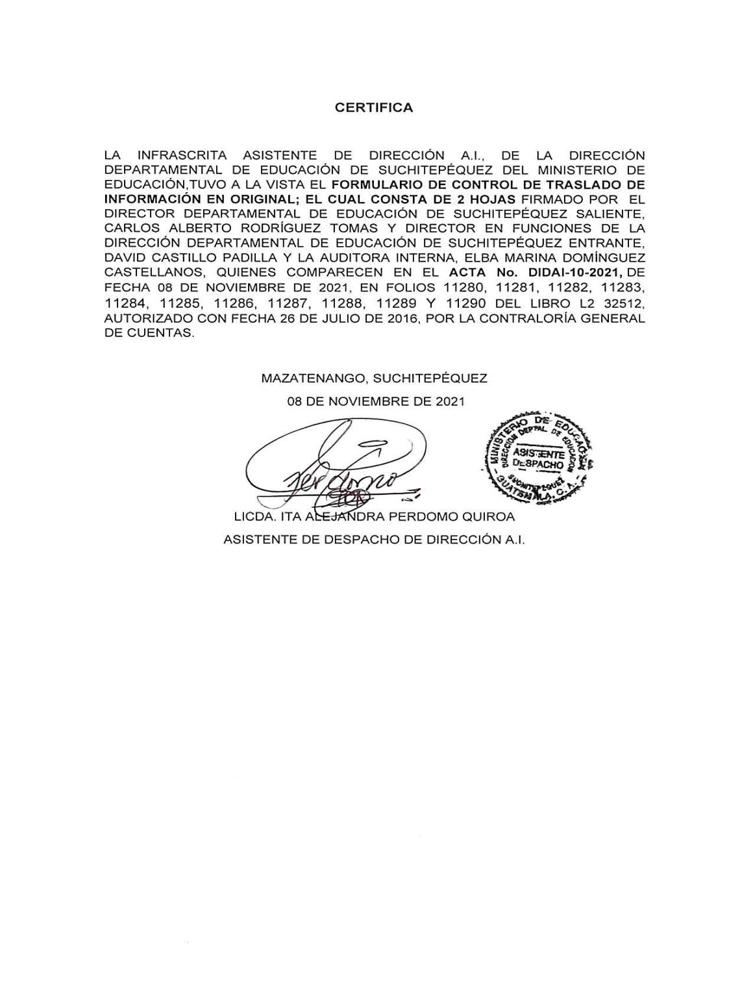 CERTIFICA
LA INFRASCRITA ASISTENTE DE DIRECCIÓN A.I., DE LA DIRECCIÓN
DEPARTAMENTAL DE EDUCACIÓN DE SUCHITEPÉQUEZ DEL MINISTERIO DE
EDUCACIÓN,TUVO A LA VISTA EL FORMULARIO DE CONTROL DE TRASLADO DE
INFORMACIÓN EN ORIGINAL; EL CUAL CONSTA DE 2 HOJAS FIRMADO POR EL
DIRECTOR DEPARTAMENTAL DE EDUCACIÓN DE SUCHITEPÉQUEZ SALIENTE,
CARLOS ALBERTO RODRÍGUEZ TOMAS Y DIRECTOR EN FUNCIONES DE LA
DIRECCIÓN DEPARTAMENTAL DE EDUCACIÓN DE SUCHITEPÉQUEZ ENTRANTE,
DAVID CASTILLO PADILLA Y LA AUDITORA INTERNA, ELBA MARINA DOMÍNGUEZ
CASTELLANOS, QUIENES COMPARECEN EN EL ACTA No. DIDAI-10-2021, DE
FECHA 08 DE NOVIEMBRE DE 2021, EN FOLIOS 11280, 11281, 11282, 11283,
11284, 11285, 11286, 11287, 11288, 11289 Y 11290 DEL LIBRO L2 32512,
AUTORIZADO CON FECHA 26 DE JULIO DE 2016, POR LA CONTRALORÍA GENERAL
DE CUENTAS.
MAZATENANGO, SUCHITEPÉQUEZ
08 DE NOVIEMBRE DE 2021
MINISTERIO DE EDUCACION
DIRECCION DEPTAL DE EDUCACION
ASISTENTE
DESPACHO
SUCHITEPEQUEZ
GUATEMALA, C. A.
LICDA. ITA ALEJANDRA PERDOMO QUIROA
ASISTENTE DE DESPACHO DE DIRECCIÓN A.I.